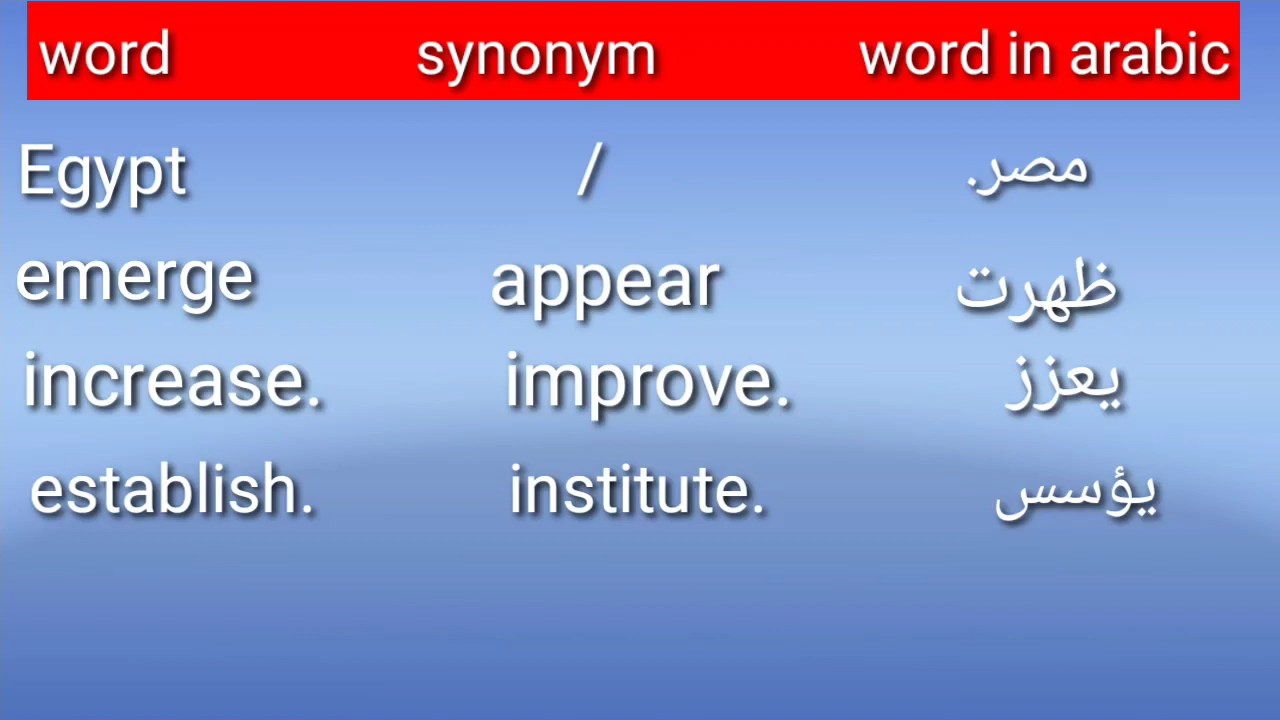 word synonym word in arabic
Egypt / مصر.
emerge appear ظهرت
increase. improve. يعزز
establish. institute. يؤسس